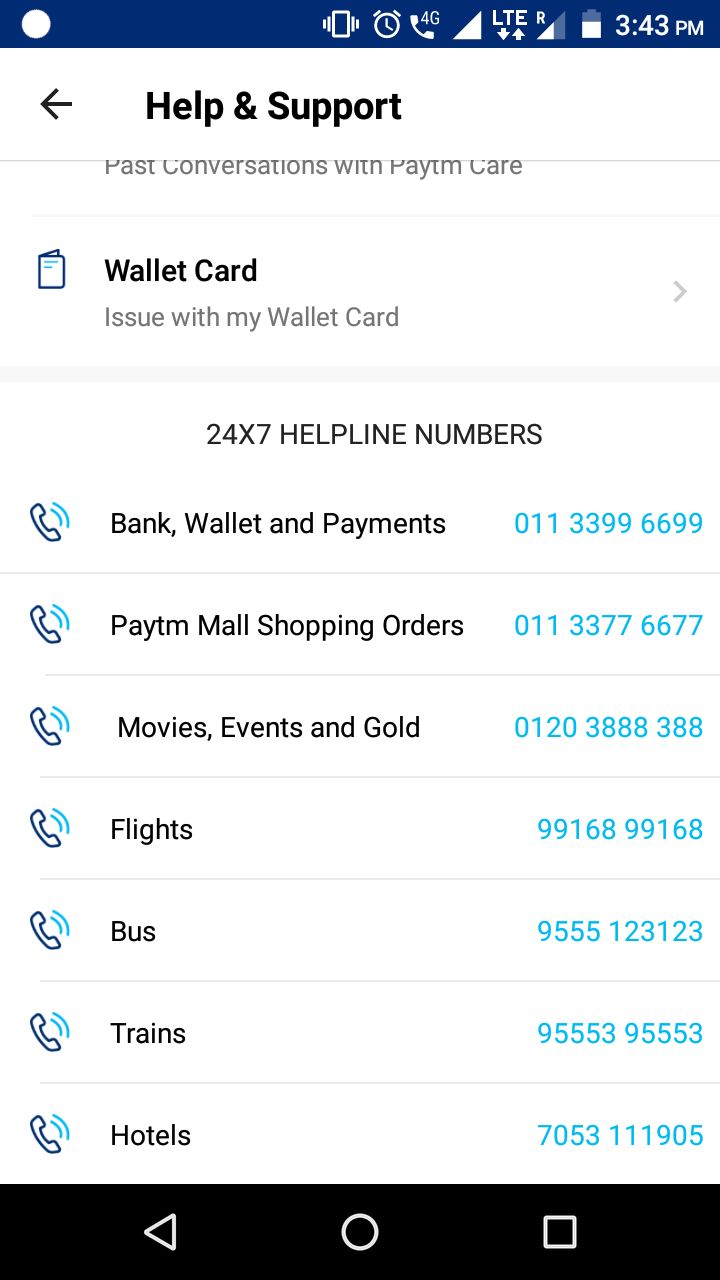 4G LTE R 3:43 PM
Help & Support
Past Conversations with Paytm Care
Wallet Card
Issue with my Wallet Card
24X7 HELPLINE NUMBERS
Bank, Wallet and Payments 011 3399 6699
Paytm Mall Shopping Orders 011 3377 6677
Movies, Events and Gold 0120 3888 388
Flights 99168 99168
Bus 9555 123123
Trains 95553 95553
Hotels 7053 111905